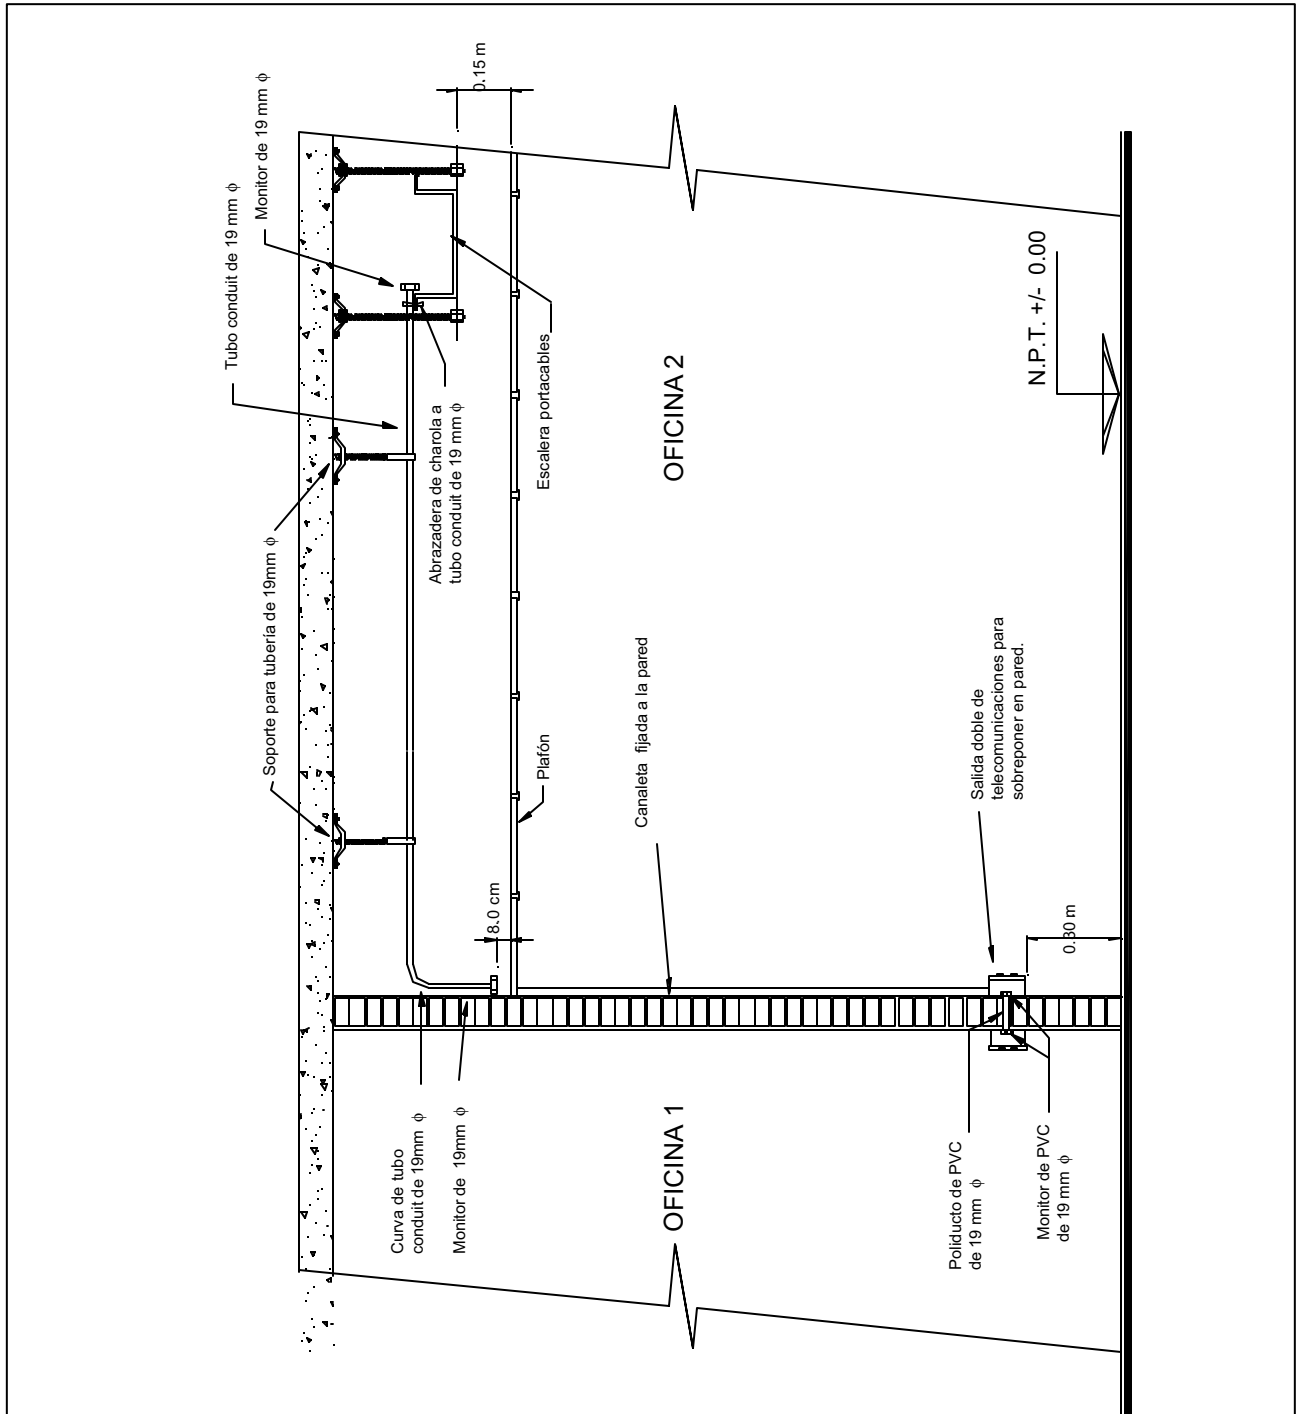 Soporte para tubería de 19mm ϕ
Tubo conduit de 19 mm ϕ
Monitor de 19 mm ϕ
Curva de tubo
conduit de 19mm ϕ
Monitor de 19mm ϕ
Abrazadera de charola a
tubo conduit de 19 mm ϕ
0.15 m
8.0 cm
Plafón
Escalera portacables
Canaleta fijada a la pared
OFICINA 1
OFICINA 2
Poliducto de PVC
de 19 mm ϕ
Salida doble de
telecomunicaciones para
sobreponer en pared.
Monitor de PVC
de 19 mm ϕ
0.30 m
N.P.T. +/- 0.00